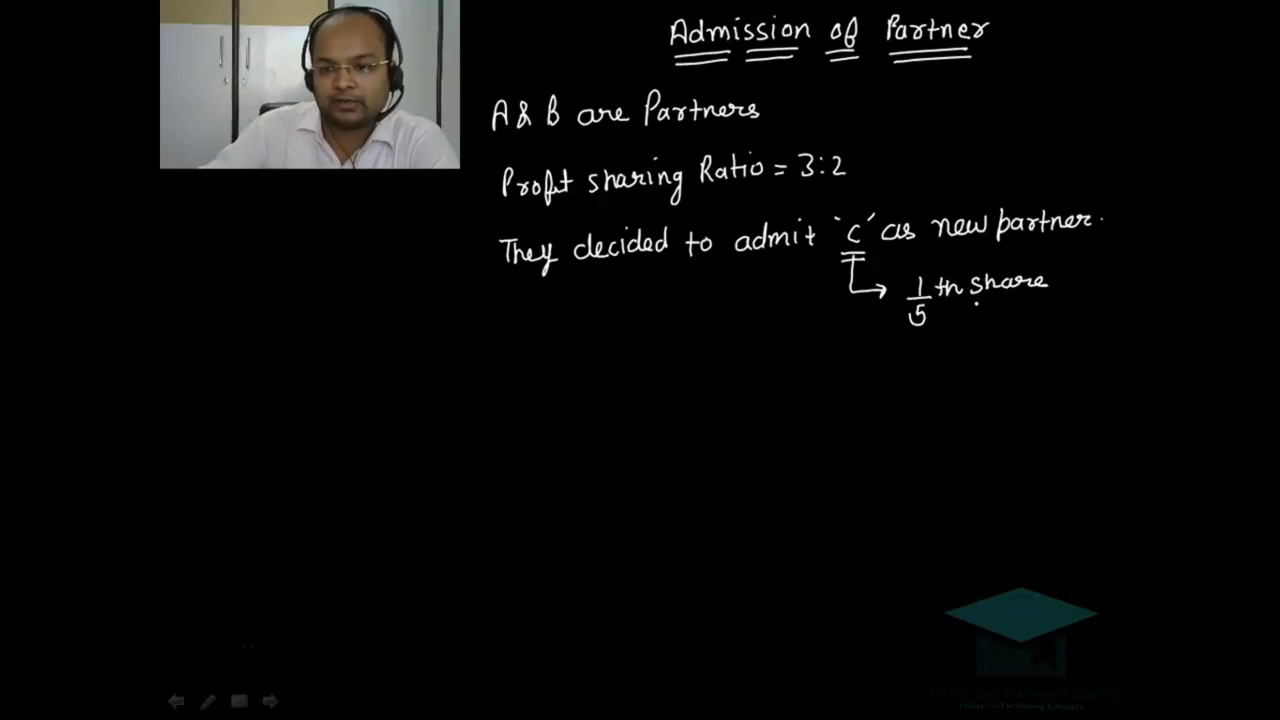 Admission of Partner
A & B are Partners
Profit sharing Ratio = 3:2
They decided to admit 'C' as new partner.
1/5 th share